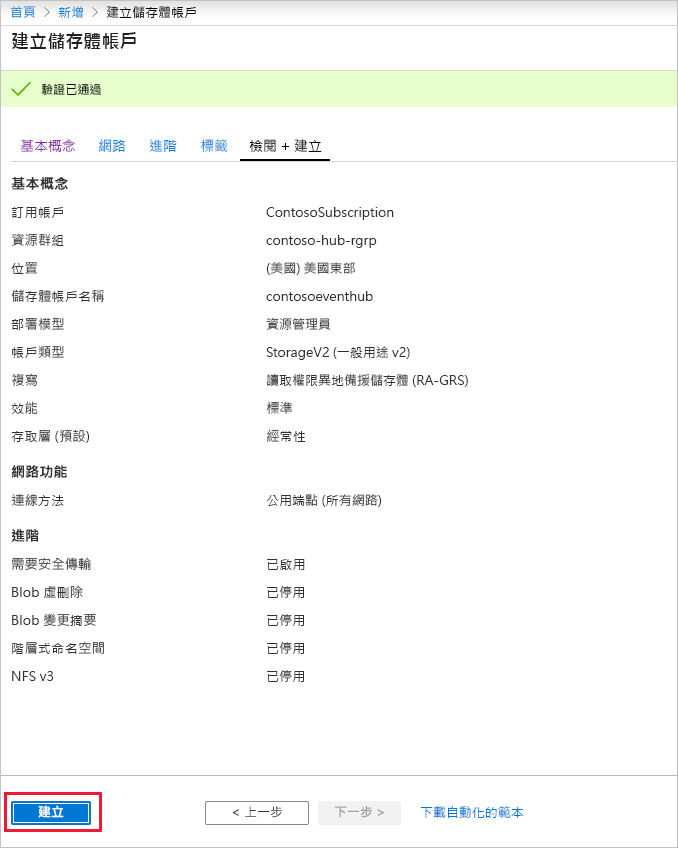 首頁 > 新增 > 建立儲存體帳戶
建立儲存體帳戶
驗證已通過
基本概念 網路 進階 標籤 檢閱 + 建立
基本概念
訂用帳戶 ContosoSubscription
資源群組 contoso-hub-rgrp
位置 (美國) 美國東部
儲存體帳戶名稱 contosoeventhub
部署模型 資源管理員
帳戶類型 StorageV2 (一般用途 v2)
複寫 讀取權限異地備援儲存體 (RA-GRS)
效能 標準
存取層 (預設) 經常性
網路功能
連線方法 公用端點 (所有網路)
進階
需要安全傳輸 已啟用
Blob 虛刪除 已停用
Blob 變更摘要 已停用
階層式命名空間 已停用
NFS v3 已停用
建立 < 上一步 下一步 > 下載自動化的範本